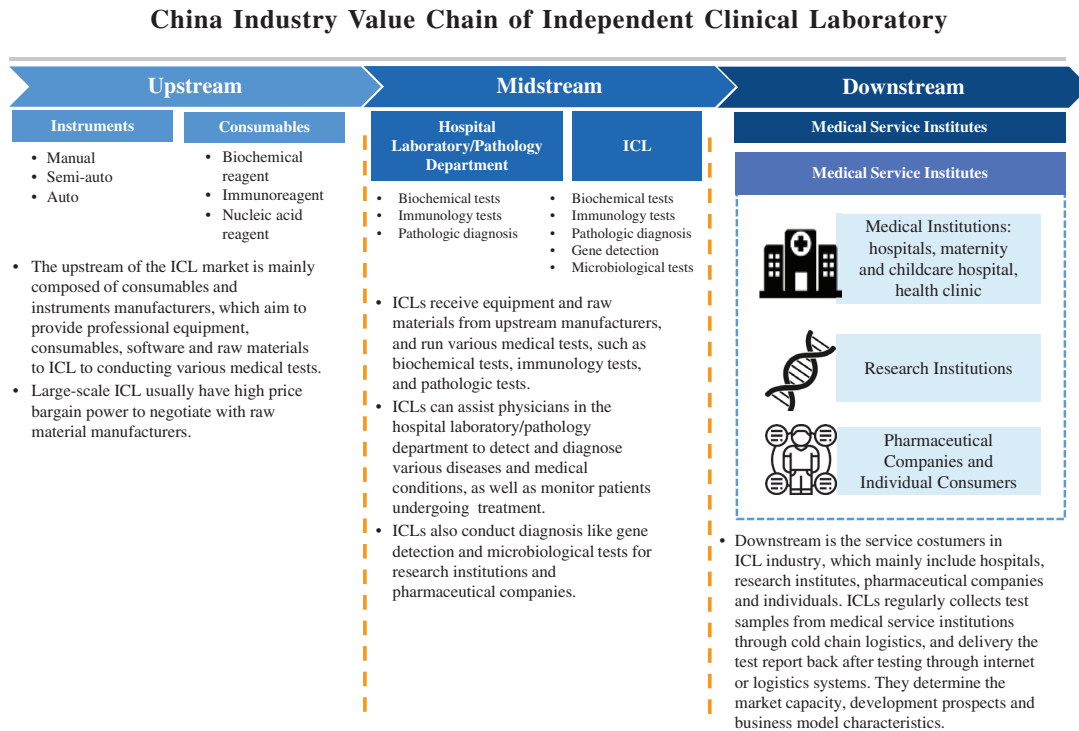 China Industry Value Chain of Independent Clinical Laboratory
Upstream
Midstream
Downstream
Instruments
• Manual
• Semi-auto
• Auto
Consumables
• Biochemical
reagent
• Immunoreagent
• Nucleic acid
reagent
• The upstream of the ICL market is mainly
composed of consumables and
instruments manufacturers, which aim to
provide professional equipment,
consumables, software and raw materials
to ICL to conducting various medical tests.
• Large-scale ICL usually have high price
bargain power to negotiate with raw
material manufacturers.
Hospital
Laboratory/Pathology
Department
• Biochemical tests
• Immunology tests
• Pathologic diagnosis
ICL
• Biochemical tests
• Immunology tests
• Pathologic diagnosis
• Gene detection
• Microbiological tests
• ICLs receive equipment and raw
materials from upstream manufacturers,
and run various medical tests, such as
biochemical tests, immunology tests,
and pathologic tests.
• ICLs can assist physicians in the
hospital laboratory/pathology
department to detect and diagnose
various diseases and medical
conditions, as well as monitor patients
undergoing treatment.
• ICLs also conduct diagnosis like gene
detection and microbiological tests for
research institutions and
pharmaceutical companies.
Medical Service Institutes
Medical Service Institutes
Medical Institutions:
hospitals, maternity
and childcare hospital,
health clinic
Research Institutions
Pharmaceutical
Companies and
Individual Consumers
• Downstream is the service costumers in
ICL industry, which mainly include hospitals,
research institutes, pharmaceutical companies
and individuals. ICLs regularly collects test
samples from medical service institutions
through cold chain logistics, and delivery the
test report back after testing through internet
or logistics systems. They determine the
market capacity, development prospects and
business model characteristics.